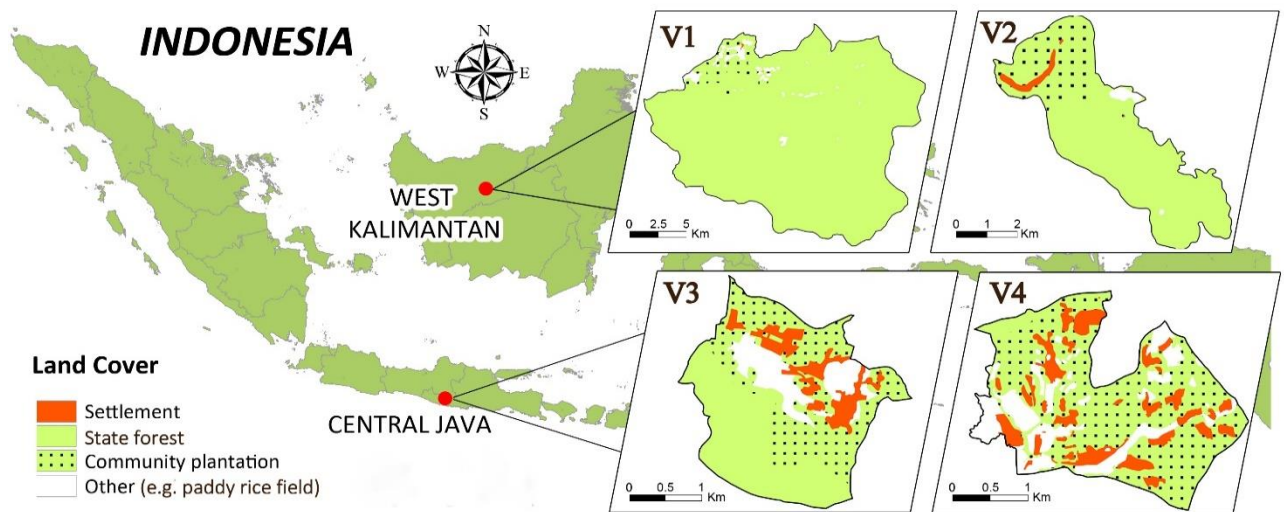 INDONESIA
N
W E
S
WEST
KALIMANTAN
CENTRAL JAVA
V1
0 2.5 5
Km
V2
0 1 2
Km
V3
0 0.5 1
Km
V4
0 0.5 1
Km
Land Cover
Settlement
State forest
Community plantation
Other (e.g. paddy rice field)